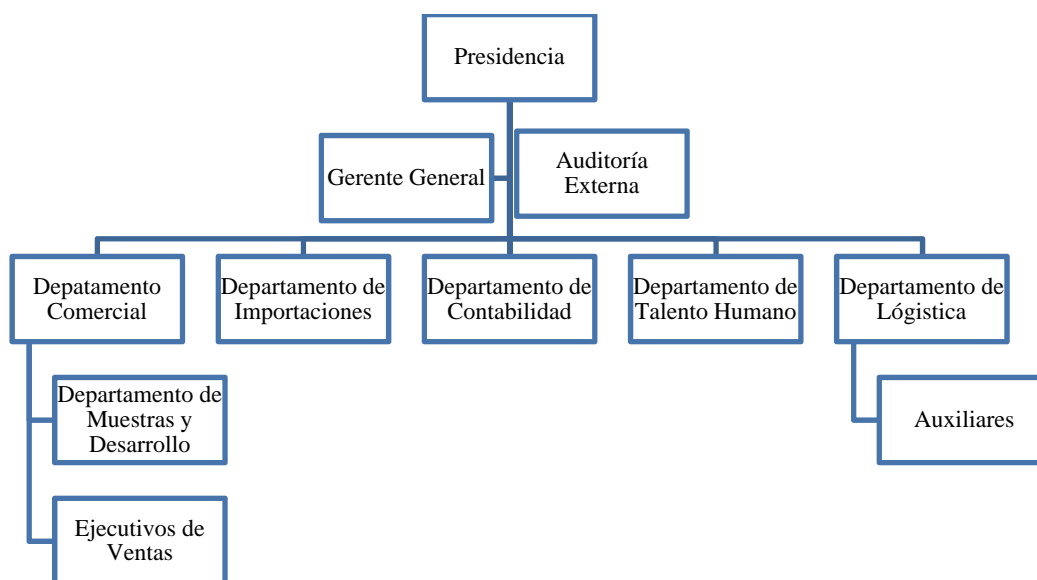 Presidencia
Gerente General
Auditoría
Externa
Depatamento
Comercial
Departamento de
Importaciones
Departamento de
Contabilidad
Departamento de
Talento Humano
Departamento de
Lógistica
Departamento de
Muestras y
Desarrollo
Auxiliares
Ejecutivos de
Ventas